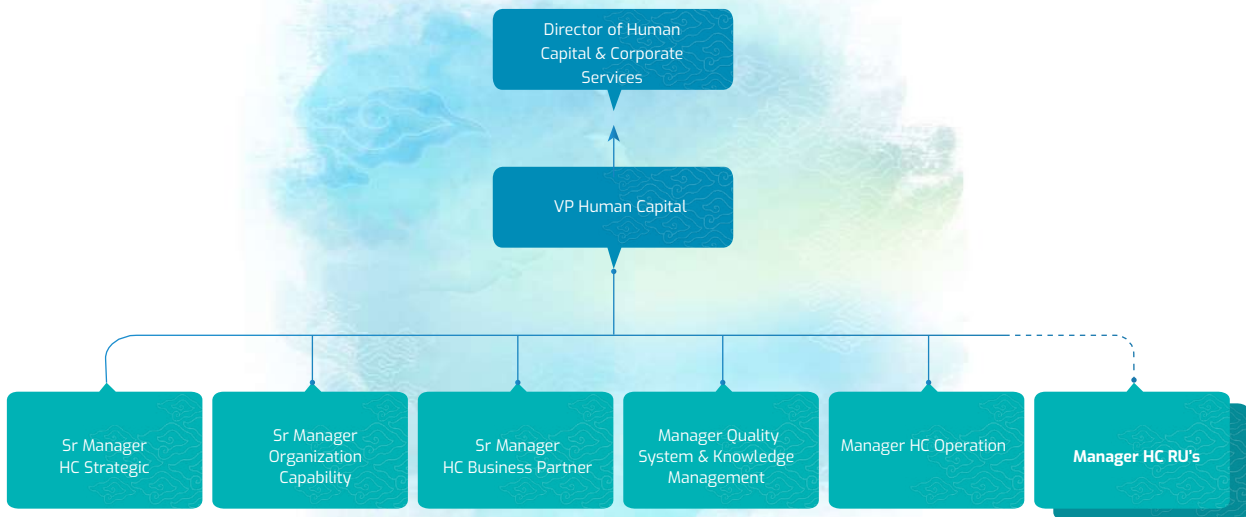 Director of Human
Capital & Corporate
Services
VP Human Capital
Sr Manager
HC Strategic
Sr Manager
Organization
Capability
Sr Manager
HC Business Partner
Manager Quality
System & Knowledge
Management
Manager HC Operation
Manager HC RU's